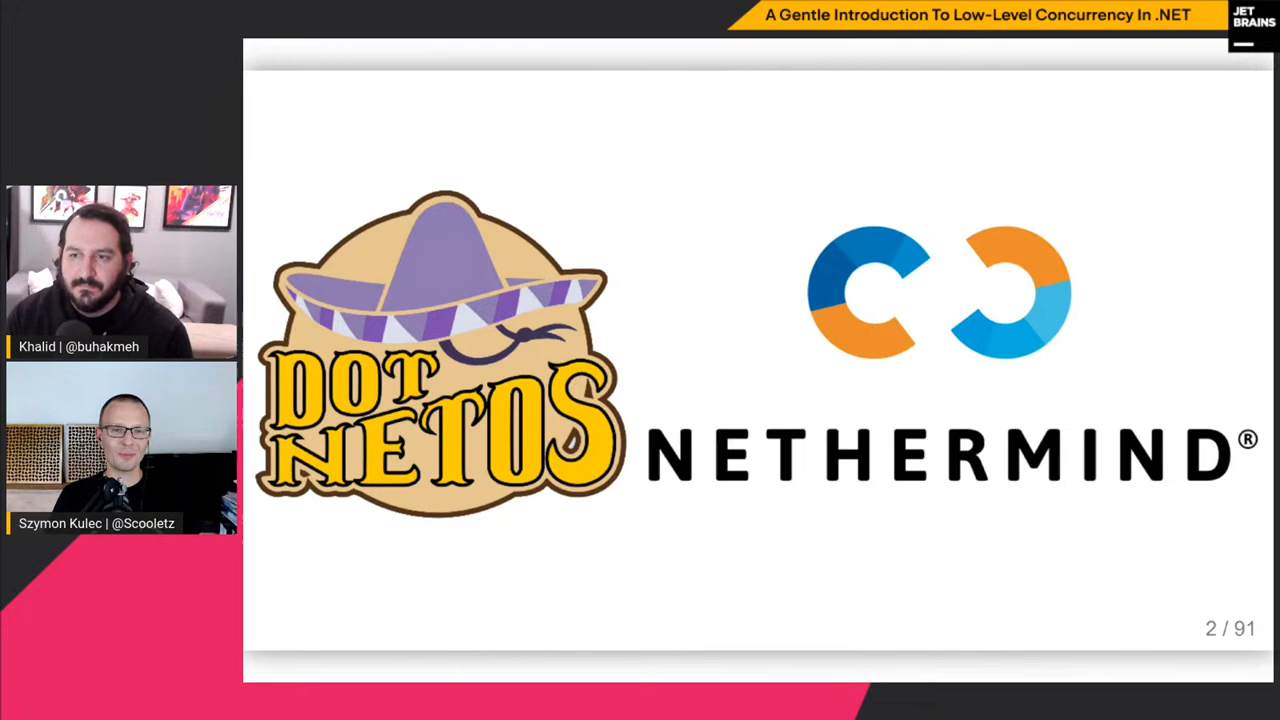 A Gentle Introduction To Low-Level Concurrency In .NET
JET
BRAINS
Khalid | @buhakmeh
Szymon Kulec | @Scooletz
DOT
NETOS
NETHERMIND®
2 / 91